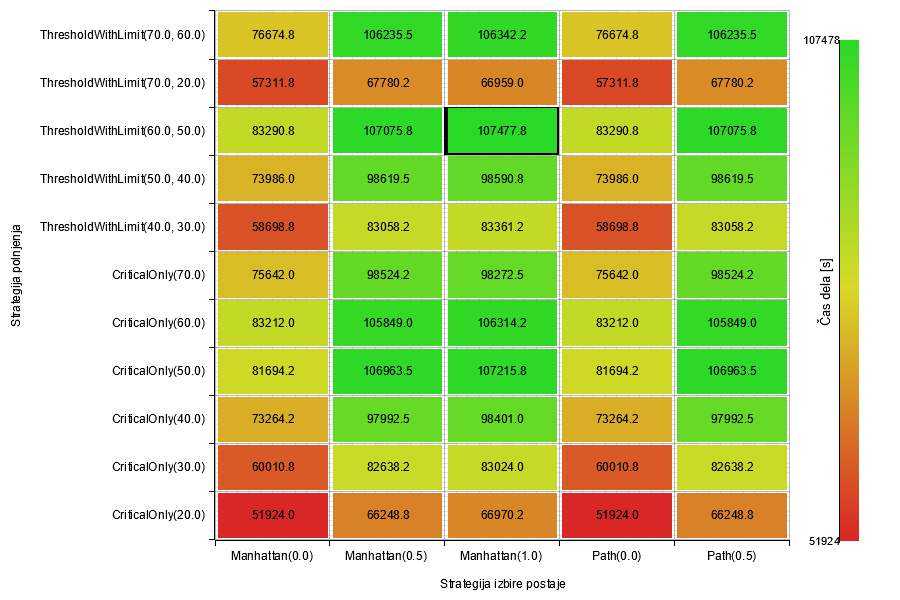 ThresholdWithLimit(70.0, 60.0) 76674.8 106235.5 106342.2 76674.8 106235.5
107478
ThresholdWithLimit(70.0, 20.0) 57311.8 67780.2 66959.0 57311.8 67780.2
ThresholdWithLimit(60.0, 50.0) 83290.8 107075.8 107477.8 83290.8 107075.8
ThresholdWithLimit(50.0, 40.0) 73986.0 98619.5 98590.8 73986.0 98619.5
ThresholdWithLimit(40.0, 30.0) 58698.8 83058.2 83361.2 58698.8 83058.2
CriticalOnly(70.0) 75642.0 98524.2 98272.5 75642.0 98524.2
Strategija polnjenja
Čas dela [s]
CriticalOnly(60.0) 83212.0 105849.0 106314.2 83212.0 105849.0
CriticalOnly(50.0) 81694.2 106963.5 107215.8 81694.2 106963.5
CriticalOnly(40.0) 73264.2 97992.5 98401.0 73264.2 97992.5
CriticalOnly(30.0) 60010.8 82638.2 83024.0 60010.8 82638.2
CriticalOnly(20.0) 51924.0 66248.8 66970.2 51924.0 66248.8
51924
Manhattan(0.0) Manhattan(0.5) Manhattan(1.0) Path(0.0) Path(0.5)
Strategija izbire postaje